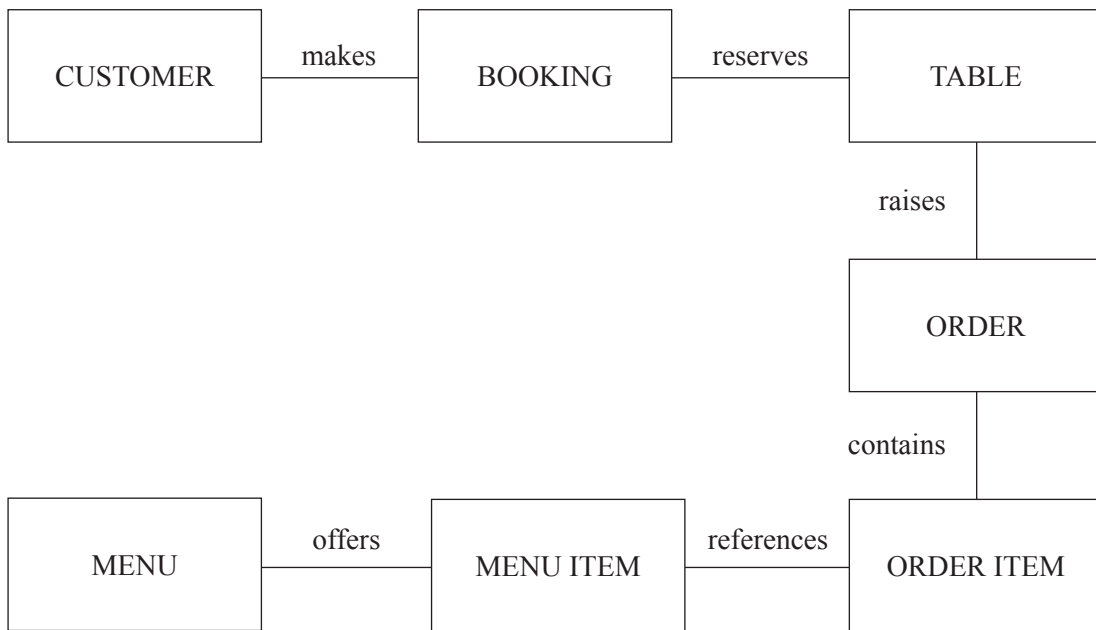 CUSTOMER
makes
BOOKING
reserves
TABLE
raises
ORDER
contains
MENU
offers
MENU ITEM
references
ORDER ITEM